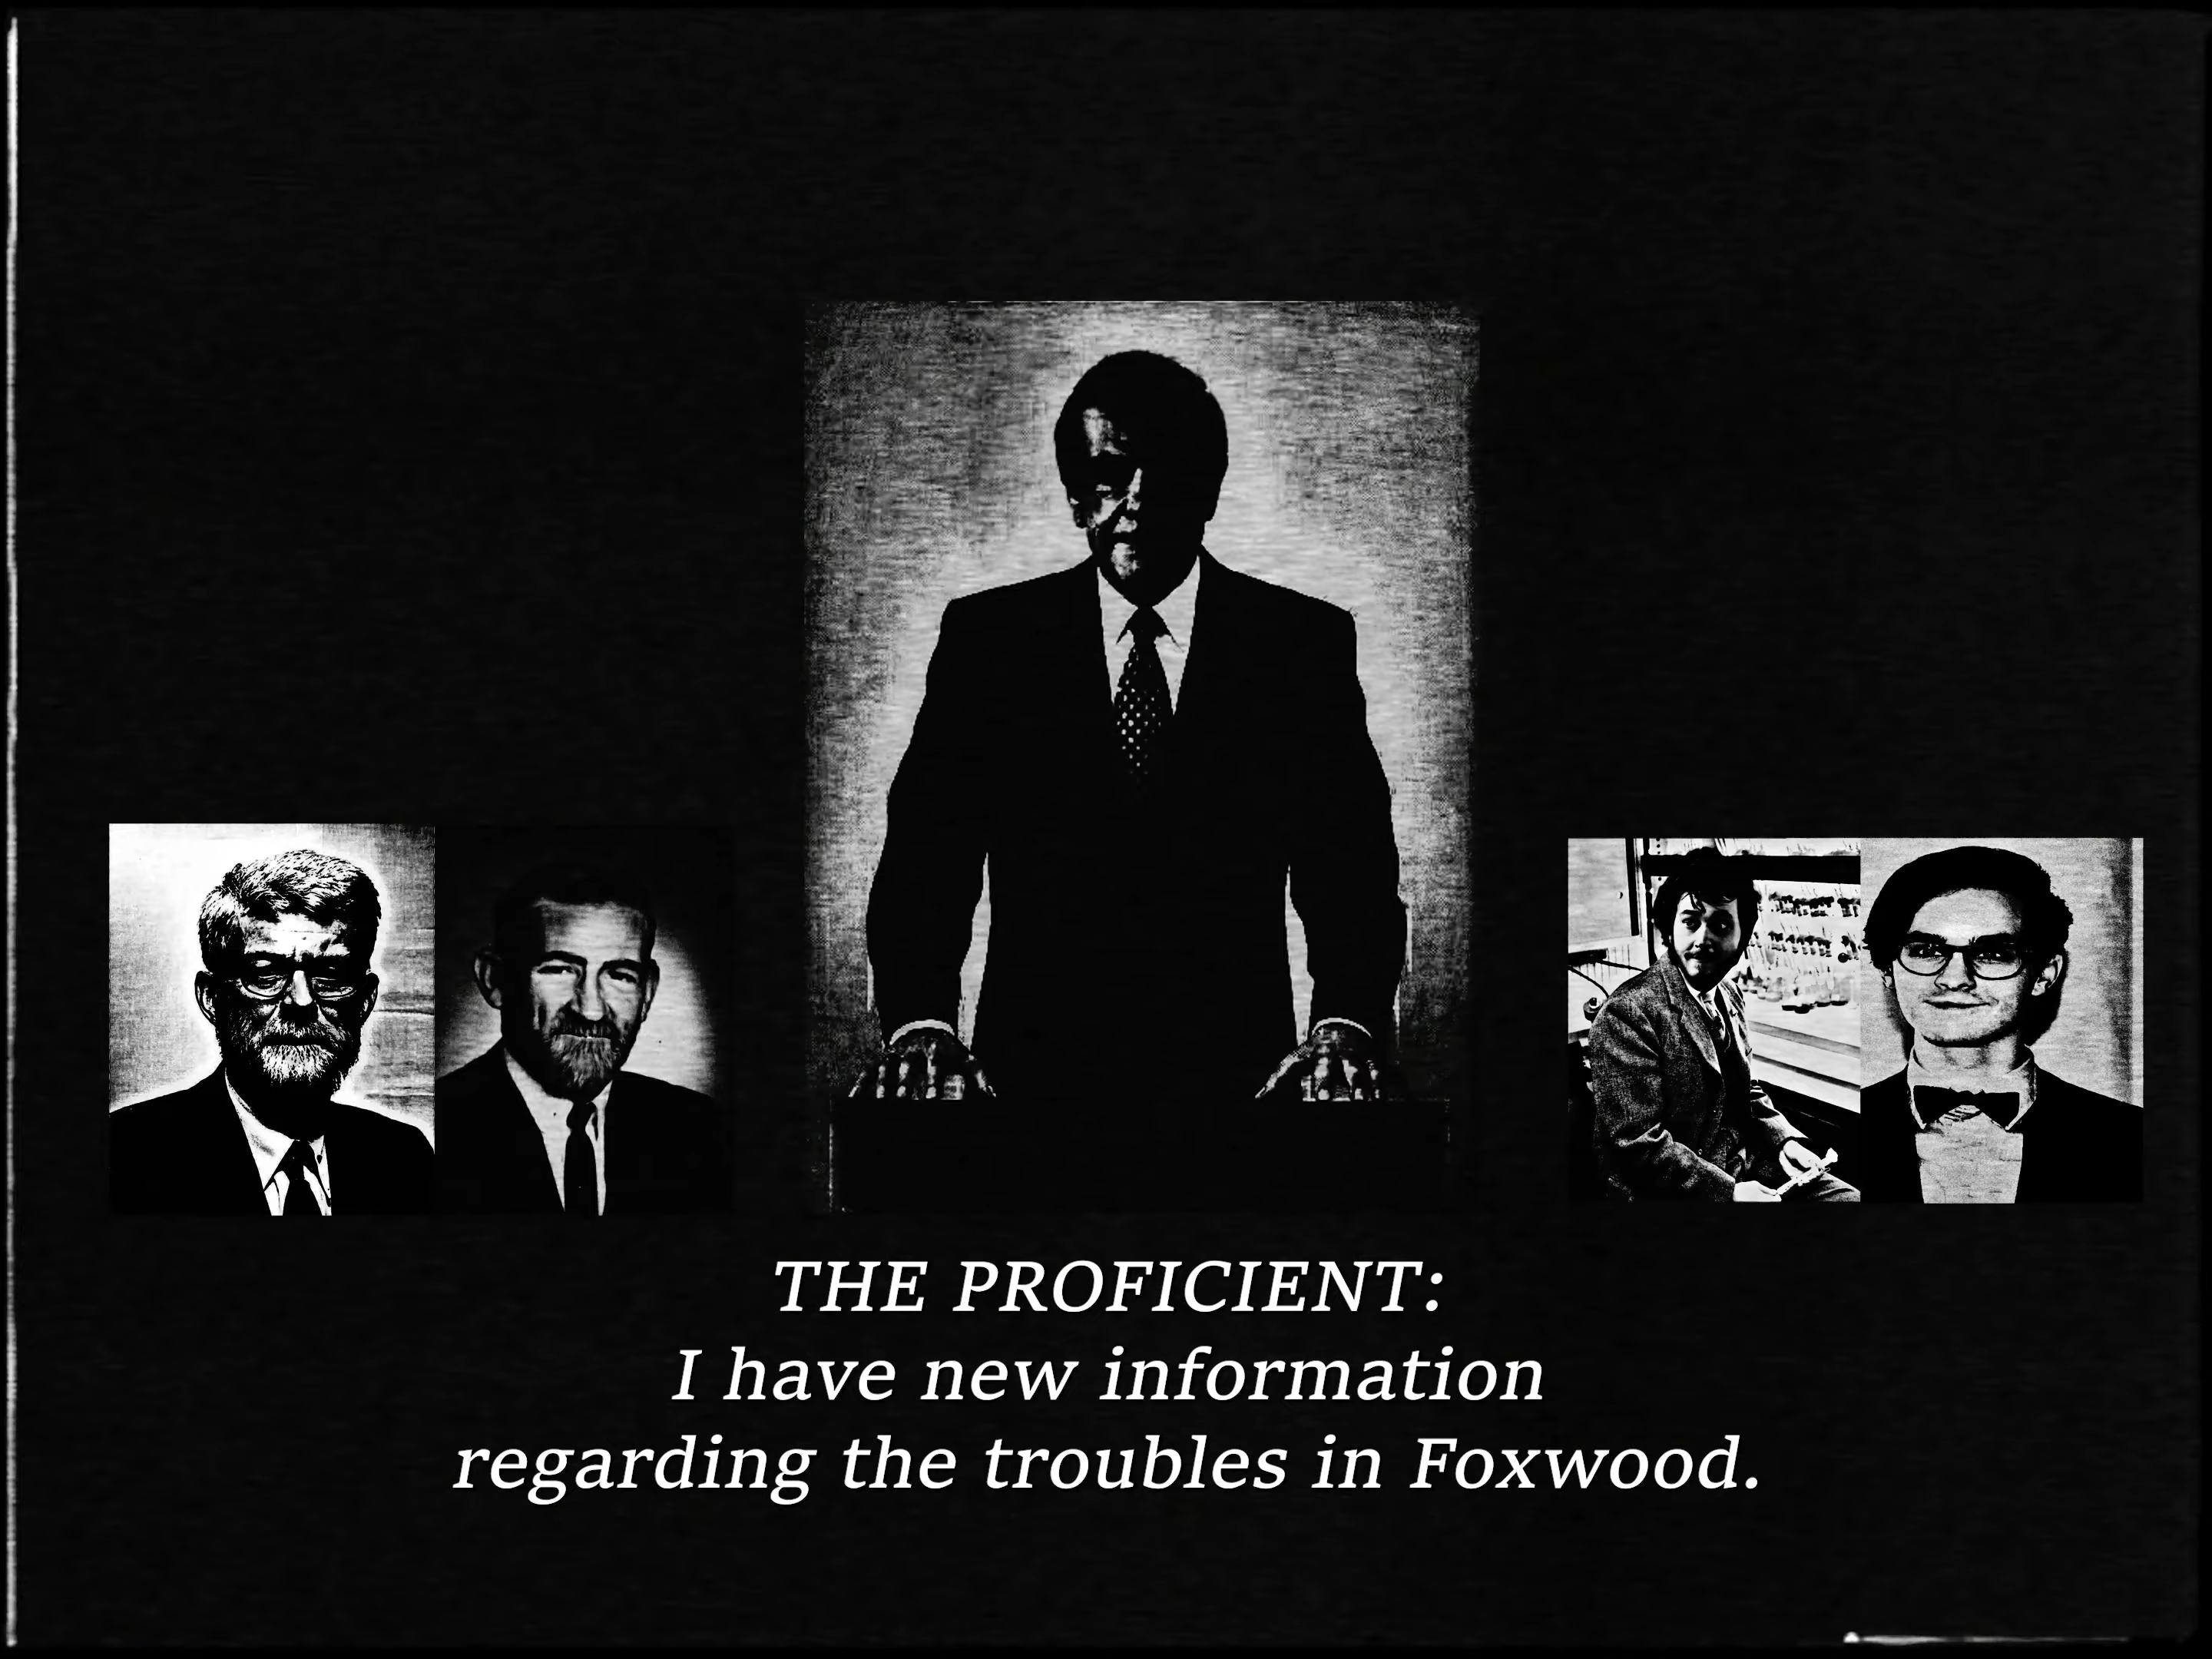 THE PROFICIENT:
I have new information
regarding the troubles in Foxwood.